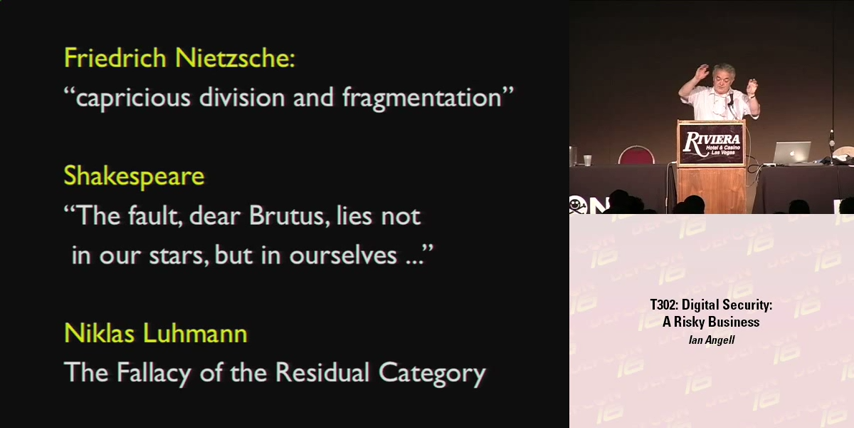 Friedrich Nietzsche:
“capricious division and fragmentation”
Shakespeare
“The fault, dear Brutus, lies not
in our stars, but in ourselves ...”
Niklas Luhmann
The Fallacy of the Residual Category
RIVIERA
Hotel & Casino
Las Vegas
T302: Digital Security:
A Risky Business
Ian Angell
DEFCON
16